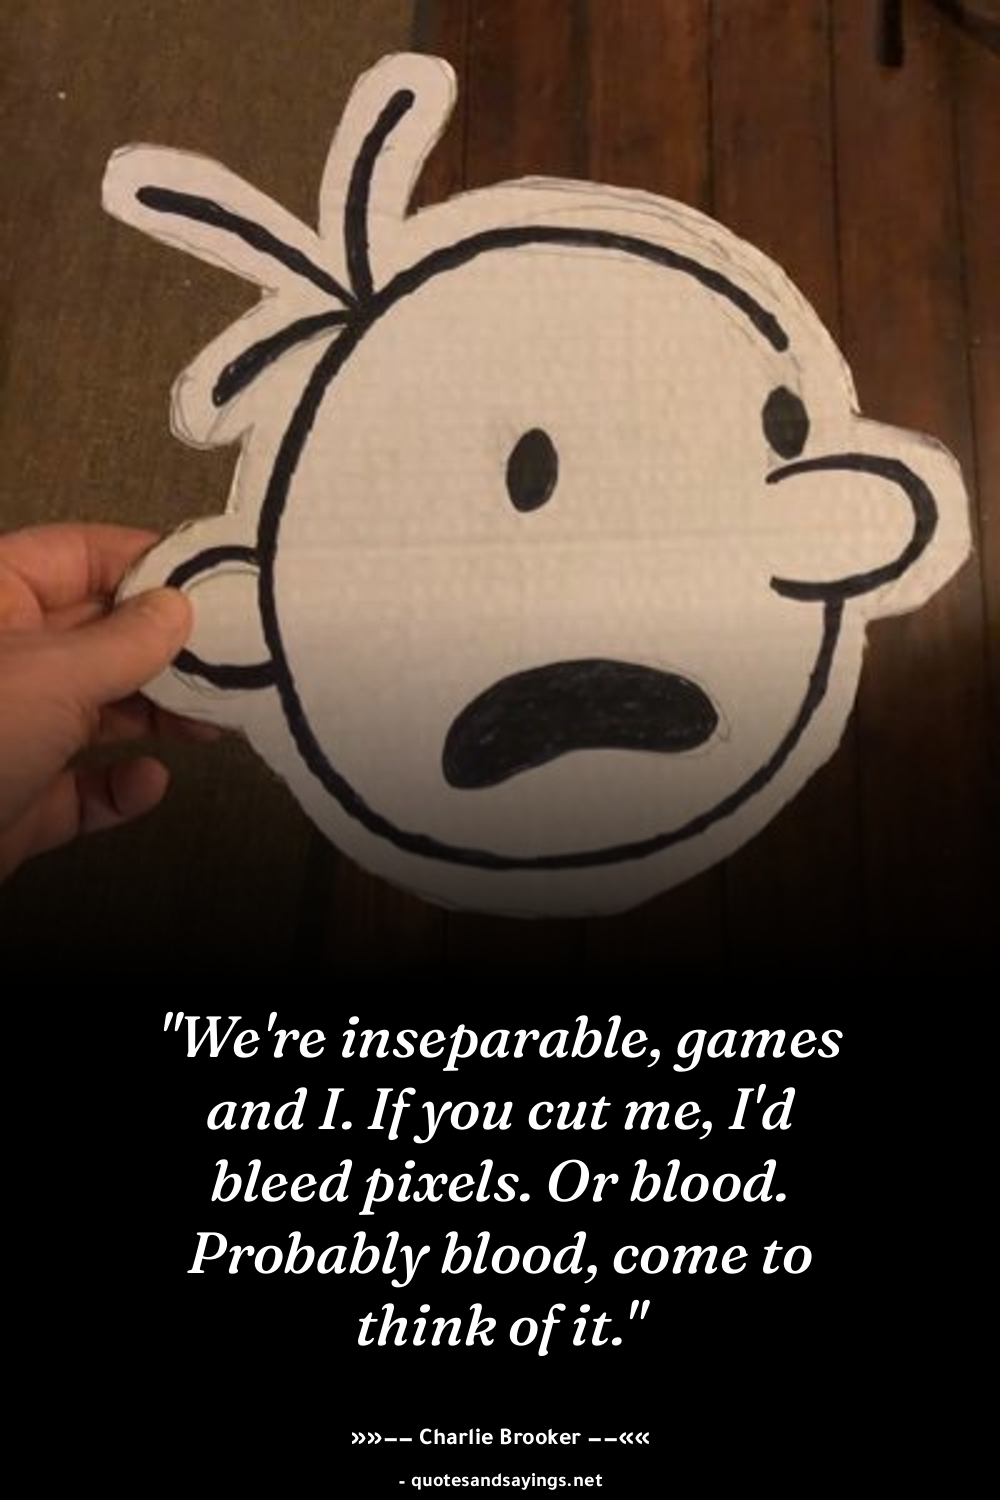 "We're inseparable, games
and I. If you cut me, I'd
bleed pixels. Or blood.
Probably blood, come to
think of it."
»»–– Charlie Brooker ––««
- quotesandsayings.net